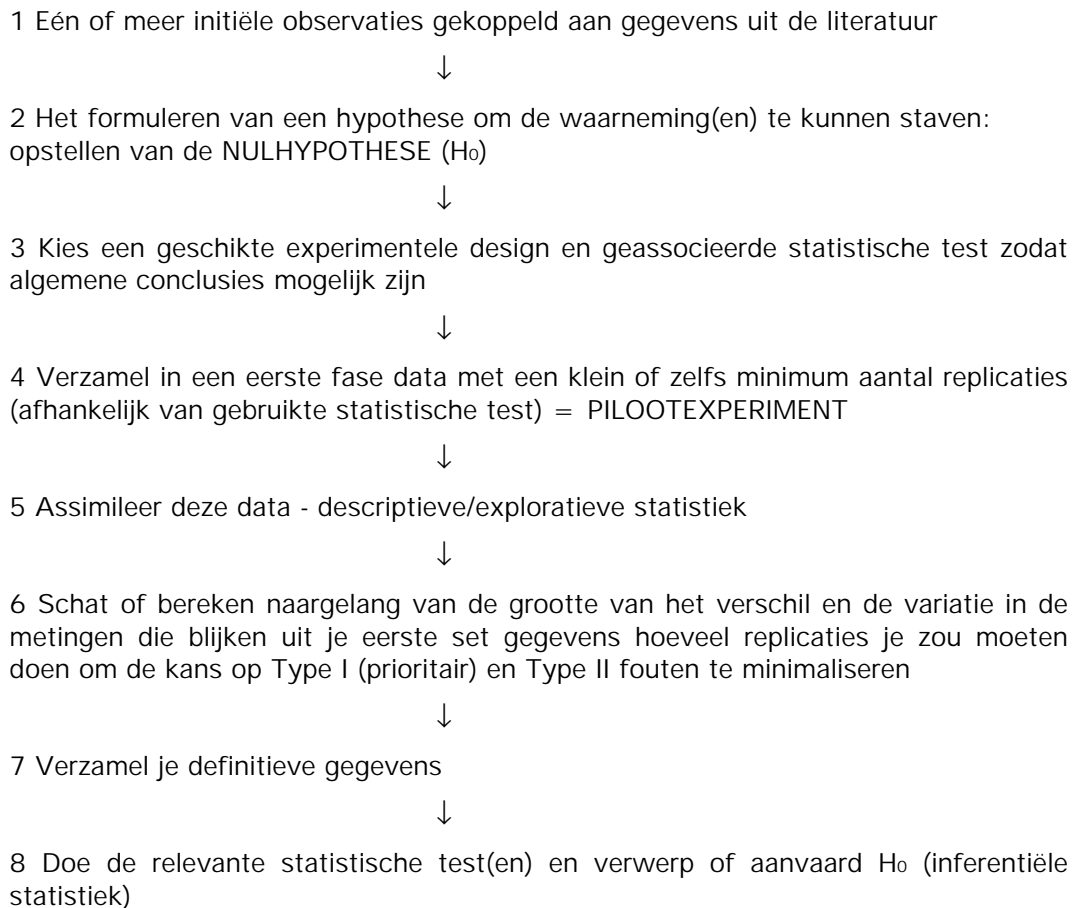 1 Eén of meer initiële observaties gekoppeld aan gegevens uit de literatuur
↓
2 Het formuleren van een hypothese om de waarneming(en) te kunnen staven:
opstellen van de NULHYPOTHESE (H₀)
↓
3 Kies een geschikte experimentele design en geassocieerde statistische test zodat
algemene conclusies mogelijk zijn
↓
4 Verzamel in een eerste fase data met een klein of zelfs minimum aantal replicaties
(afhankelijk van gebruikte statistische test) = PILOOTEXPERIMENT
↓
5 Assimileer deze data - descriptieve/exploratieve statistiek
↓
6 Schat of bereken naargelang van de grootte van het verschil en de variatie in de
metingen die blijken uit je eerste set gegevens hoeveel replicaties je zou moeten
doen om de kans op Type I (prioritair) en Type II fouten te minimaliseren
↓
7 Verzamel je definitieve gegevens
↓
8 Doe de relevante statistische test(en) en verwerp of aanvaard H₀ (inferentiële
statistiek)